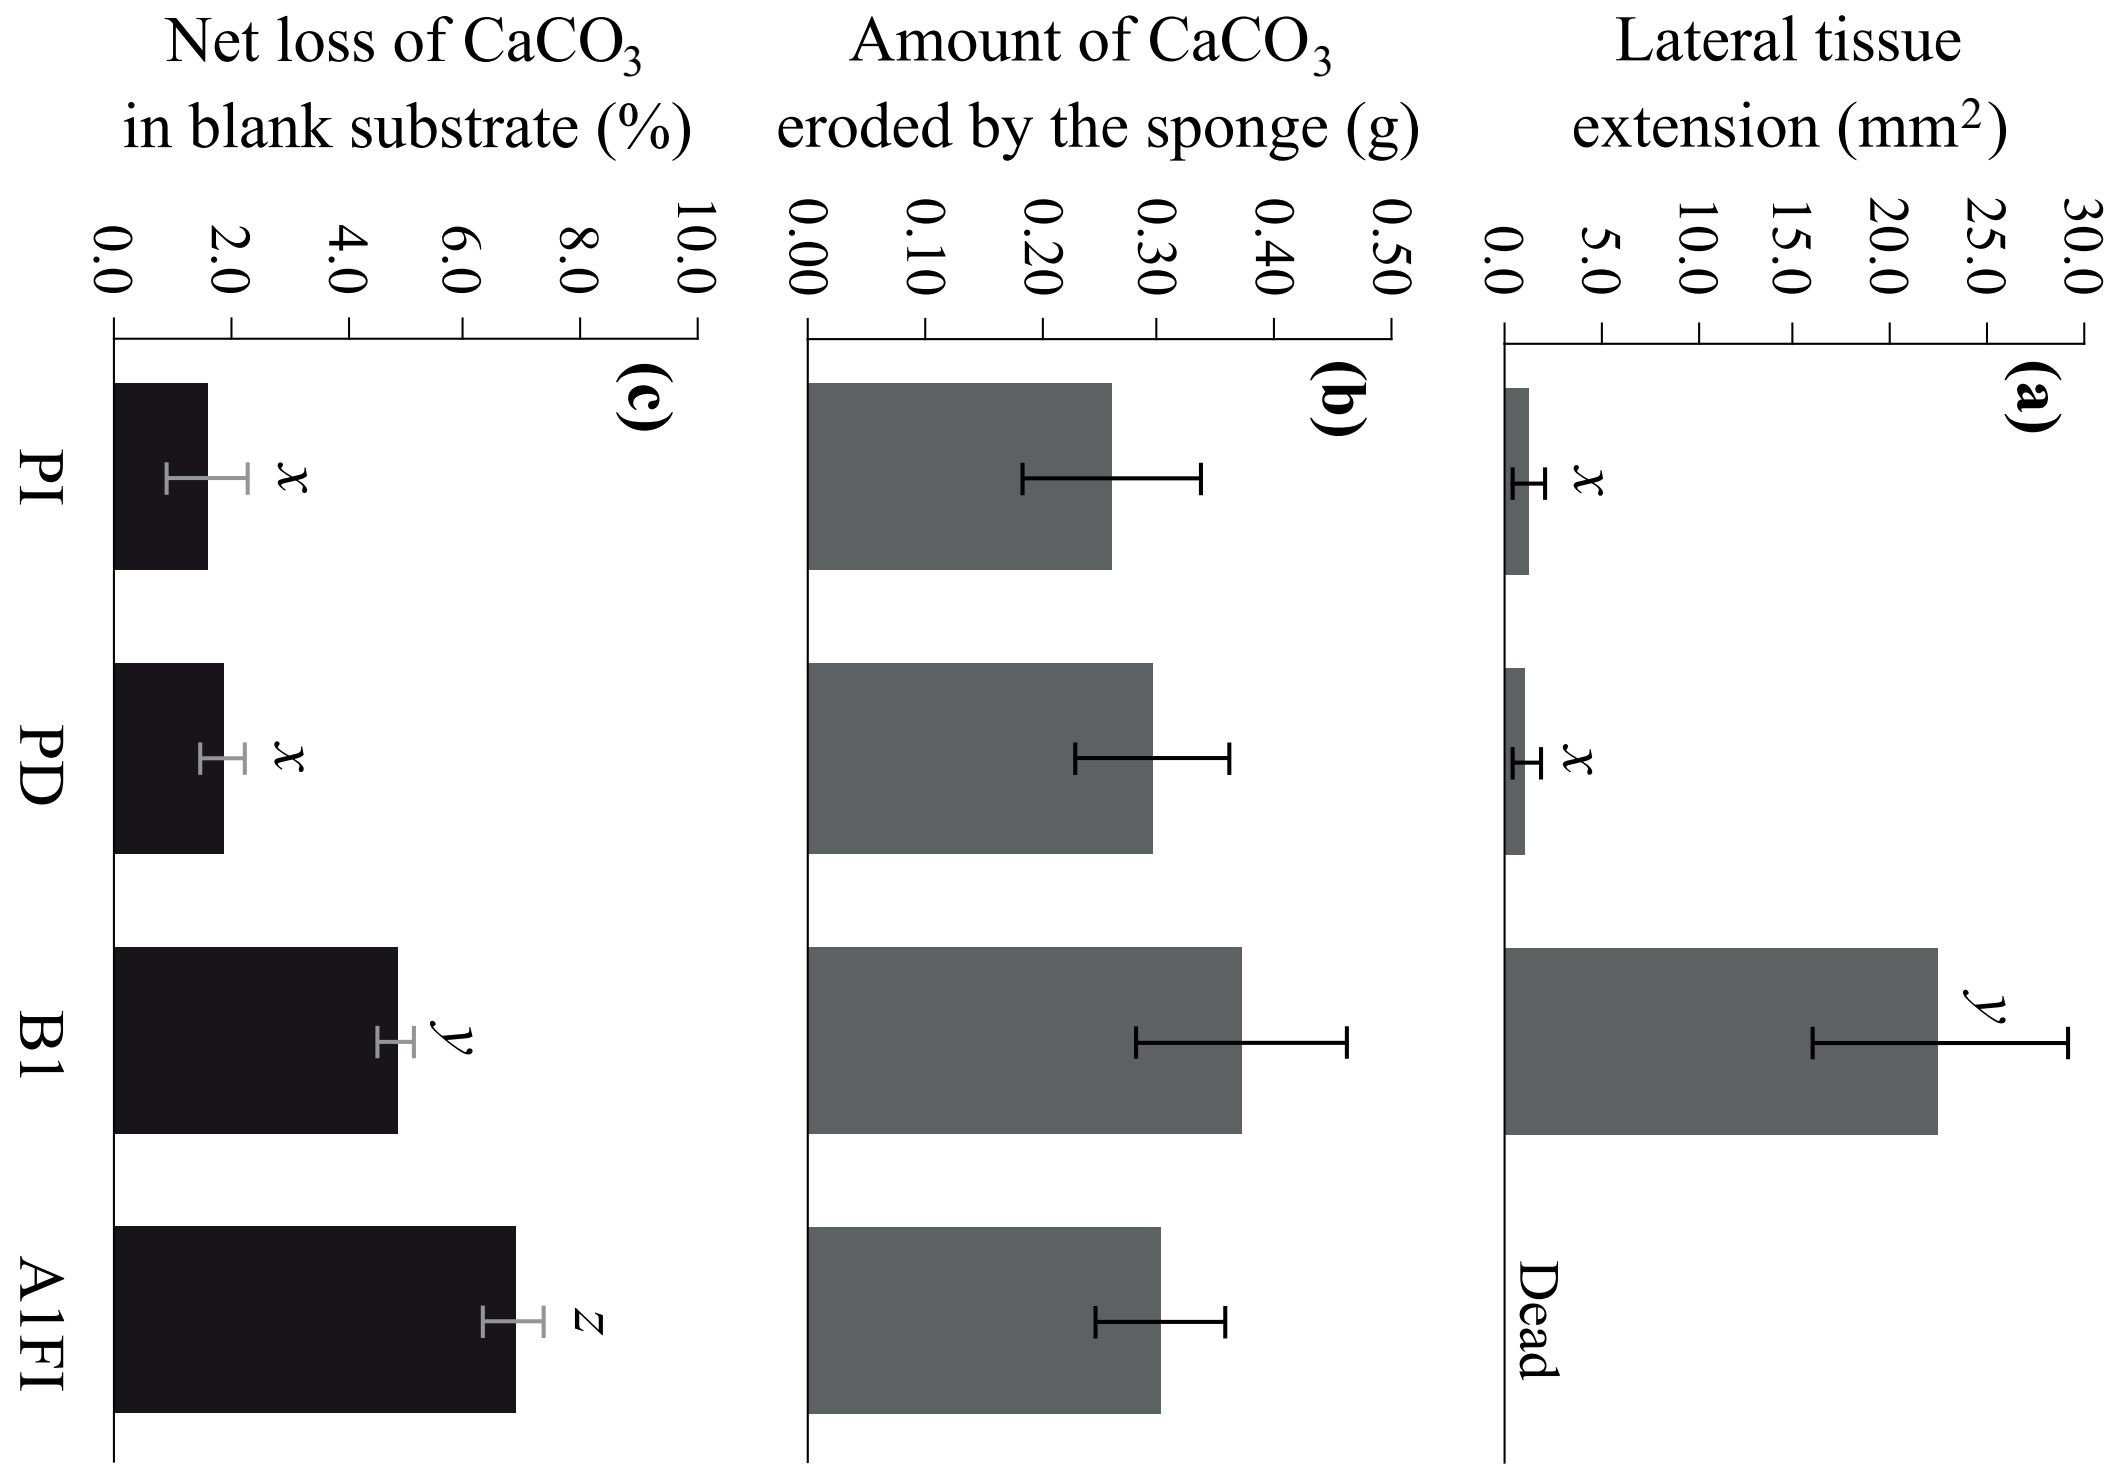 Lateral tissue
extension (mm²)
30.0
25.0
20.0
15.0
10.0
5.0
0.0
(a)
x
x
y
Dead
Amount of CaCO₃
eroded by the sponge (g)
0.50
0.40
0.30
0.20
0.10
0.00
(b)
Net loss of CaCO₃
in blank substrate (%)
10.0
8.0
6.0
4.0
2.0
0.0
(c)
x
x
y
z
PI
PD
B1
A1FI